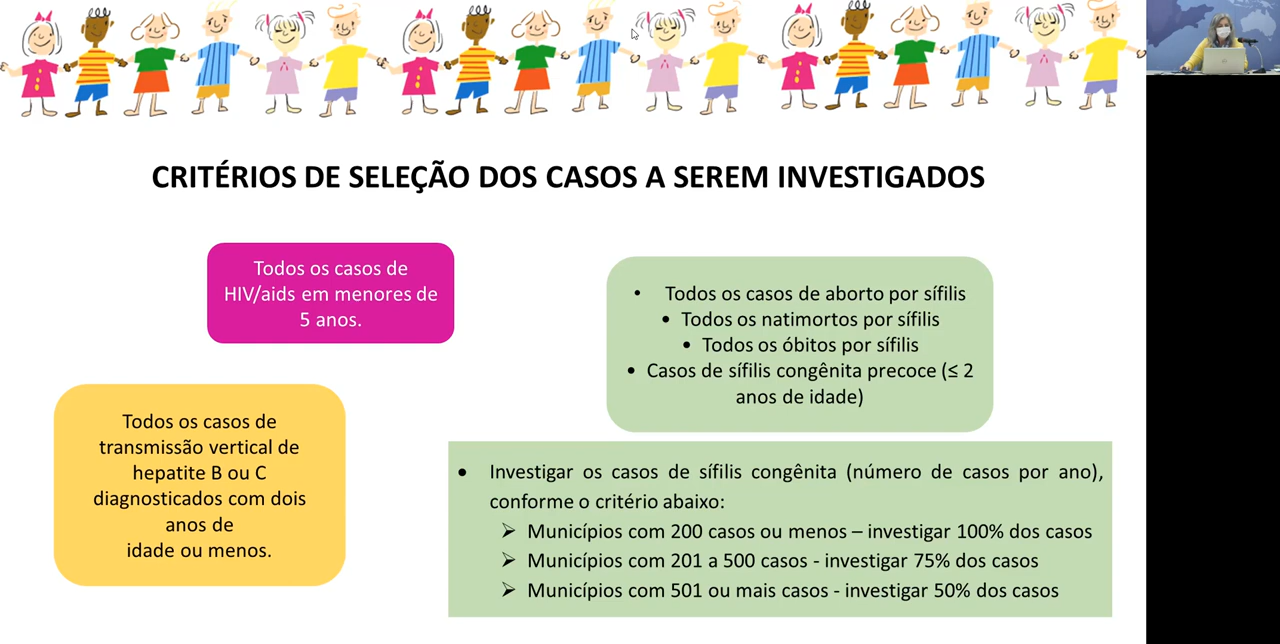 CRITÉRIOS DE SELEÇÃO DOS CASOS A SEREM INVESTIGADOS
Todos os casos de
HIV/aids em menores de
5 anos.
• Todos os casos de aborto por sífilis
• Todos os natimortos por sífilis
• Todos os óbitos por sífilis
• Casos de sífilis congênita precoce (≤ 2
anos de idade)
Todos os casos de
transmissão vertical de
hepatite B ou C
diagnosticados com dois
anos de
idade ou menos.
• Investigar os casos de sífilis congênita (número de casos por ano),
conforme o critério abaixo:
➢ Municípios com 200 casos ou menos – investigar 100% dos casos
➢ Municípios com 201 a 500 casos - investigar 75% dos casos
➢ Municípios com 501 ou mais casos - investigar 50% dos casos